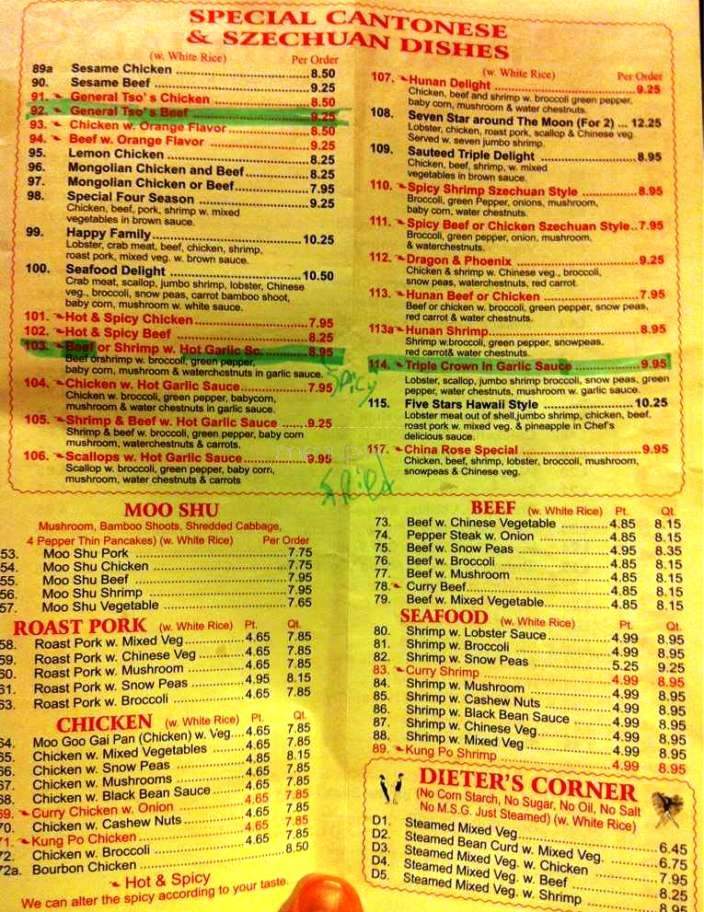 SPECIAL CANTONESE
& SZECHUAN DISHES
(w. White Rice) Per Order
89a Sesame Chicken 8.50
90. Sesame Beef 9.25
91. General Tso's Chicken 8.50
92. General Tso's Beef 9.25
93. Chicken w. Orange Flavor 8.50
94. Beef w. Orange Flavor 9.25
95. Lemon Chicken 8.25
96. Mongolian Chicken and Beef 8.25
97. Mongolian Chicken or Beef 7.95
98. Special Four Season 9.25
Chicken, beef, pork, shrimp w. mixed
vegetables in brown sauce.
99. Happy Family 10.25
Lobster, crab meat, beef, chicken, shrimp,
roast pork, mixed veg. w. brown sauce.
100. Seafood Delight 10.50
Crab meat, scallop, jumbo shrimp, lobster, Chinese
veg., broccoli, snow peas, carrot bamboo shoot,
baby corn, mushroom w. white sauce.
101. Hot & Spicy Chicken 7.95
102. Hot & Spicy Beef 8.25
103. Beef or Shrimp w. Hot Garlic Sc. 8.95
Beef orshrimp w. broccoli, green pepper,
baby corn, mushroom & waterchestnuts in garlic sauce.
104. Chicken w. Hot Garlic Sauce 7.95
Chicken w. broccoli, green pepper, babycorn,
mushroom & water chestnuts in garlic sauce.
105. Shrimp & Beef w. Hot Garlic Sauce 9.25
Shrimp & beef w. broccoli, green pepper, baby corn
mushroom, waterchestnuts & carrots.
106. Scallops w. Hot Garlic Sauce 9.95
Scallop w. broccoli, green pepper, baby corn,
mushroom, water chestnuts & carrots
Spicy
(w. White Rice) Per Order
107. Hunan Delight 9.25
Chicken, beef and shrimp w. broccoli green pepper,
baby corn, mushroom & water chestnuts.
108. Seven Star around The Moon (For 2) ... 12.25
Lobster, chicken, roast pork, scallop & Chinese veg.
Served w. seven jumbo shrimp.
109. Sauteed Triple Delight 8.95
Chicken, beef, shrimp, w. mixed
vegetables in brown sauce.
110. Spicy Shrimp Szechuan Style 8.95
Broccoli, green Pepper, onions, mushroom,
baby corn, water chestnuts.
111. Spicy Beef or Chicken Szechuan Style..7.95
Broccoli, green pepper, onion, mushroom,
& waterchestnuts.
112. Dragon & Phoenix 9.25
Chicken & shrimp w. Chinese veg., broccoli,
snow peas, waterchestnuts, red carrot.
113. Hunan Beef or Chicken 7.95
Beef or chicken w. broccoli, green pepper, snow peas,
red carrot & water chestnuts.
113a Hunan Shrimp 8.95
Shrimp w.broccoli, green pepper, snowpeas,
red carrot& water chestnuts.
114. Triple Crown In Garlic Sauce 9.95
Lobster, scallop, jumbo shrimp broccoli, snow peas, green
pepper, water chestnuts, mushroom w. garlic sauce.
115. Five Stars Hawaii Style 10.25
Lobster meat out of shell,jumbo shrimp, chicken, beef,
roast pork w. mixed veg. & pineapple in Chef's
delicious sauce.
117. China Rose Special 9.95
Chicken, beef, shrimp, lobster, broccoli, mushroom,
snowpeas & Chinese veg.
MOO SHU
Mushroom, Bamboo Shoots, Shredded Cabbage,
4 Pepper Thin Pancakes) (w. White Rice) Per Order
53. Moo Shu Pork 7.75
54. Moo Shu Chicken 7.75
55. Moo Shu Beef 7.95
56. Moo Shu Shrimp 7.95
57. Moo Shu Vegetable 7.65
ROAST PORK (w. White Rice) Pt. Qt.
58. Roast Pork w. Mixed Veg 4.65 7.85
59. Roast Pork w. Chinese Veg 4.65 7.85
60. Roast Pork w. Mushroom 4.65 7.85
61. Roast Pork w. Snow Peas 4.95 8.15
63. Roast Pork w. Broccoli 4.65 7.85
CHICKEN (w. White Rice) Pt. Qt.
64. Moo Goo Gai Pan (Chicken) w. Veg 4.65 7.85
65. Chicken w. Mixed Vegetables 4.65 7.85
66. Chicken w. Snow Peas 4.85 8.15
67. Chicken w. Mushrooms 4.65 7.85
68. Chicken w. Black Bean Sauce 4.65 7.85
69. Curry Chicken w. Onion 4.65 7.85
70. Chicken w. Cashew Nuts 4.65 7.85
71. Kung Po Chicken 4.65 7.85
72. Chicken w. Broccoli 4.65 7.85
72a. Bourbon Chicken 8.50
Hot & Spicy
We can alter the spicy according to your taste.
BEEF (w. White Rice) Pt. Qt.
73. Beef w. Chinese Vegetable 4.85 8.15
74. Pepper Steak w. Onion 4.85 8.15
75. Beef w. Snow Peas 4.95 8.35
76. Beef w. Broccoli 4.85 8.15
77. Beef w. Mushroom 4.85 8.15
78. Curry Beef 4.85 8.15
79. Beef w. Mixed Vegetable 4.85 8.15
SEAFOOD (w. White Rice) Pt. Qt.
80. Shrimp w. Lobster Sauce 4.99 8.95
81. Shrimp w. Broccoli 4.99 8.95
82. Shrimp w. Snow Peas 5.25 9.25
83. Curry Shrimp 4.99 8.95
84. Shrimp w. Mushroom 4.99 8.95
85. Shrimp w. Cashew Nuts 4.99 8.95
86. Shrimp w. Black Bean Sauce 4.99 8.95
87. Shrimp w. Chinese Veg 4.99 8.95
88. Shrimp w. Mixed Veg 4.99 8.95
89. Kung Po Shrimp 4.99 8.95
DIETER'S CORNER
(No Corn Starch, No Sugar, No Oil, No Salt
No M.S.G. Just Steamed) (w. White Rice)
D1. Steamed Mixed Veg 6.45
D2. Steamed Bean Curd w. Mixed Veg. 6.75
D3. Steamed Mixed Veg. w. Chicken 7.95
D4. Steamed Mixed Veg. w. Beef 8.25
D5. Steamed Mixed Veg. w. Shrimp 8.95